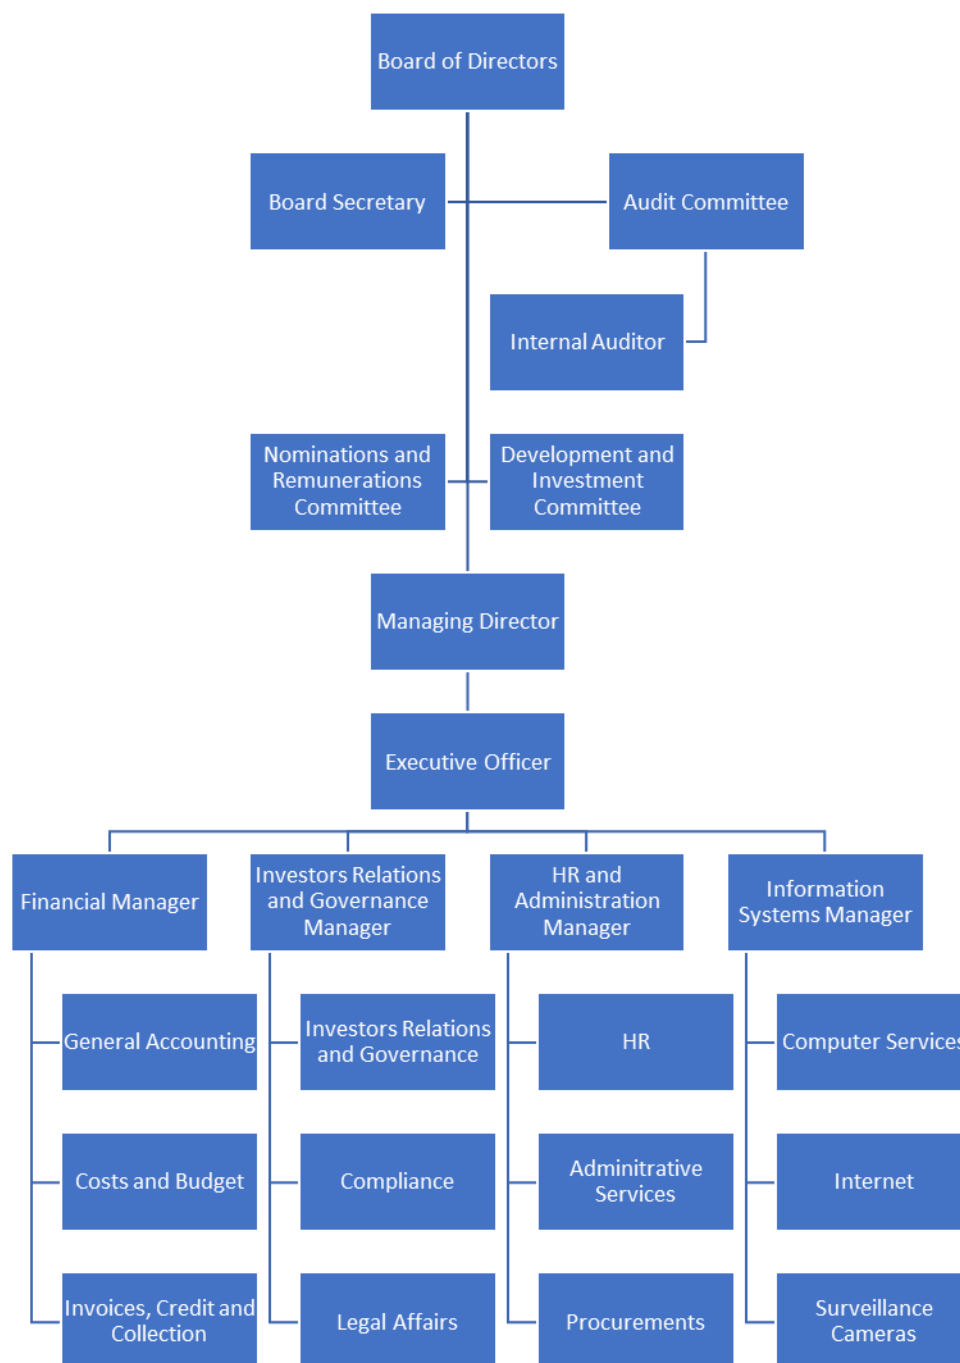 Board of Directors
Board Secretary
Audit Committee
Internal Auditor
Nominations and
Remunerations
Committee
Development and
Investment
Committee
Managing Director
Executive Officer
Financial Manager
Investors Relations
and Governance
Manager
HR and
Administration
Manager
Information
Systems Manager
General Accounting
Investors Relations
and Governance
HR
Computer Services
Costs and Budget
Compliance
Adminitrative
Services
Internet
Invoices, Credit and
Collection
Legal Affairs
Procurements
Surveillance
Cameras